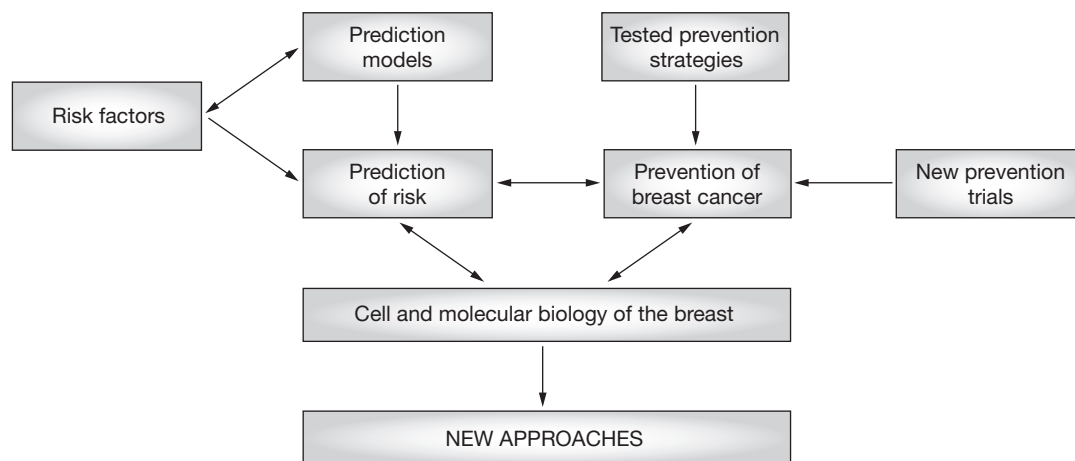 Prediction
models
Tested prevention
strategies
Risk factors
Prediction
of risk
Prevention of
breast cancer
New prevention
trials
Cell and molecular biology of the breast
NEW APPROACHES